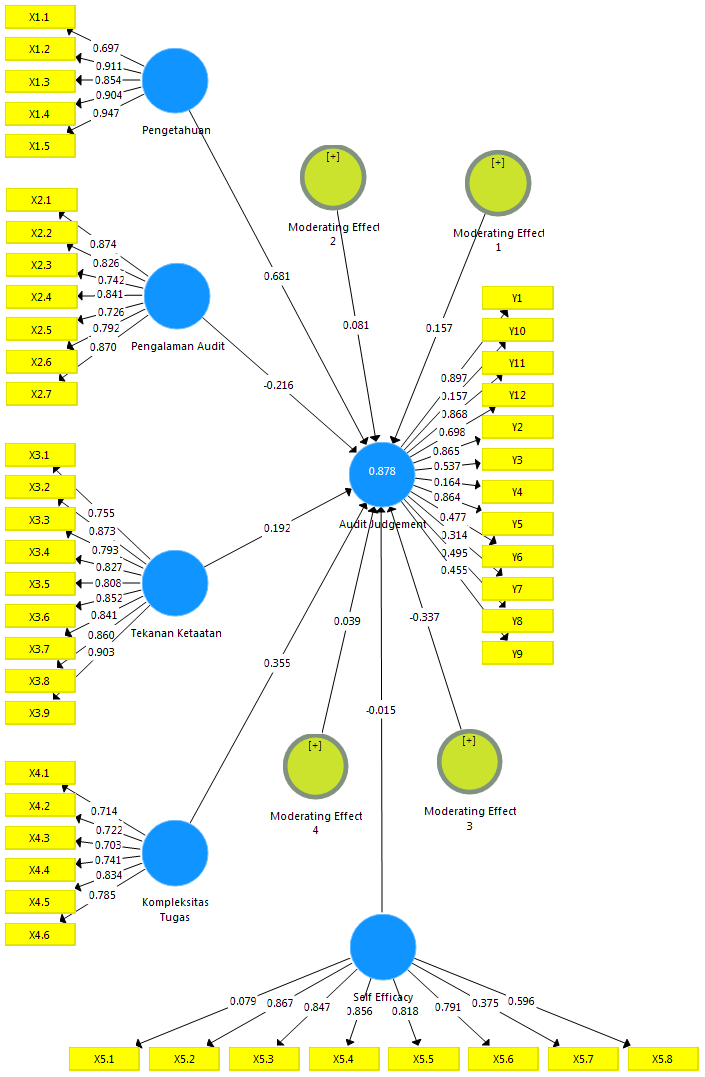 X1.1
X1.2
X1.3
X1.4
X1.5
0.697
0.911
0.854
0.904
0.947
Pengetahuan
X2.1
X2.2
X2.3
X2.4
X2.5
X2.6
X2.7
0.874
0.826
0.742
0.841
0.726
0.792
0.870
Pengalaman Audit
X3.1
X3.2
X3.3
X3.4
X3.5
X3.6
X3.7
X3.8
X3.9
0.755
0.873
0.793
0.827
0.808
0.852
0.841
0.860
0.903
Tekanan Ketaatan
X4.1
X4.2
X4.3
X4.4
X4.5
X4.6
0.714
0.722
0.703
0.741
0.834
0.785
Kompleksitas
Tugas
[+]
Moderating Effect
2
[+]
Moderating Effect
1
0.681
0.081
0.157
-0.216
0.192
0.355
0.039
-0.015
-0.337
0.878
Audit Judgement
0.897
0.157
0.868
0.698
0.865
0.537
0.164
0.864
0.477
0.314
0.495
0.455
Y1
Y10
Y11
Y12
Y2
Y3
Y4
Y5
Y6
Y7
Y8
Y9
[+]
Moderating Effect
4
[+]
Moderating Effect
3
Self Efficacy
0.079
0.867
0.847
0.856
0.818
0.791
0.375
0.596
X5.1
X5.2
X5.3
X5.4
X5.5
X5.6
X5.7
X5.8